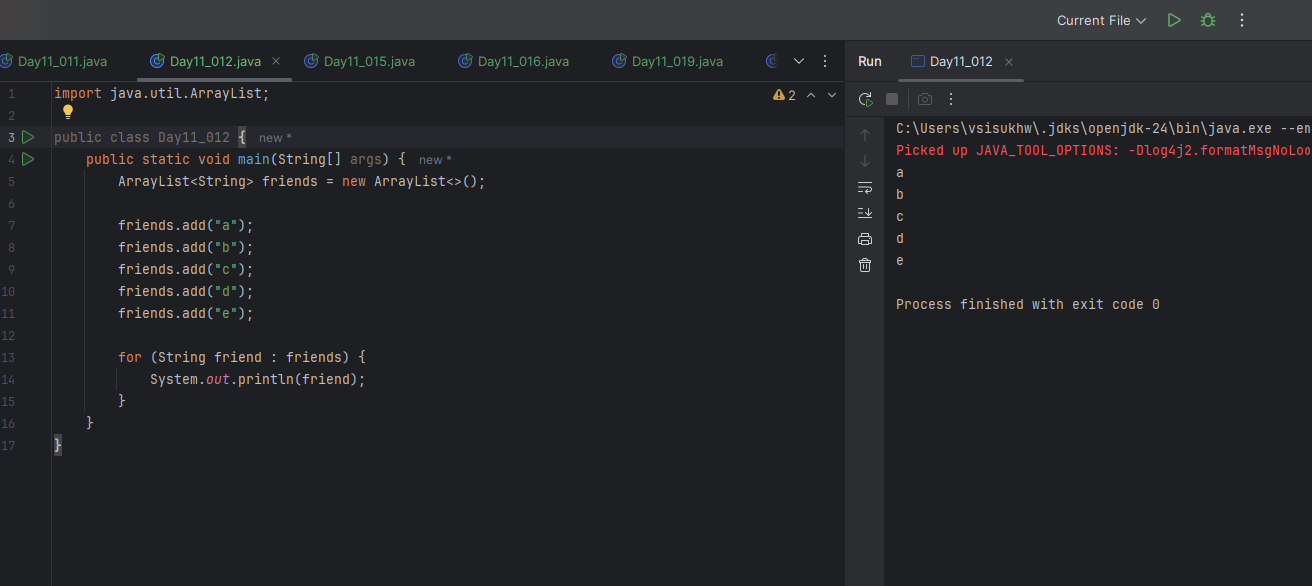 Current File
Day11_011.java
Day11_012.java
Day11_015.java
Day11_016.java
Day11_019.java
Run
Day11_012
2
1 import java.util.ArrayList;
2
3 public class Day11_012 { new *
4 public static void main(String[] args) { new *
5 ArrayList<String> friends = new ArrayList<>();
6
7 friends.add("a");
8 friends.add("b");
9 friends.add("c");
10 friends.add("d");
11 friends.add("e");
12
13 for (String friend : friends) {
14 System.out.println(friend);
15 }
16 }
17 }
C:\Users\vsisukhw\.jdks\openjdk-24\bin\java.exe --en
Picked up JAVA_TOOL_OPTIONS: -Dlog4j2.formatMsgNoLoo
a
b
c
d
e
Process finished with exit code 0